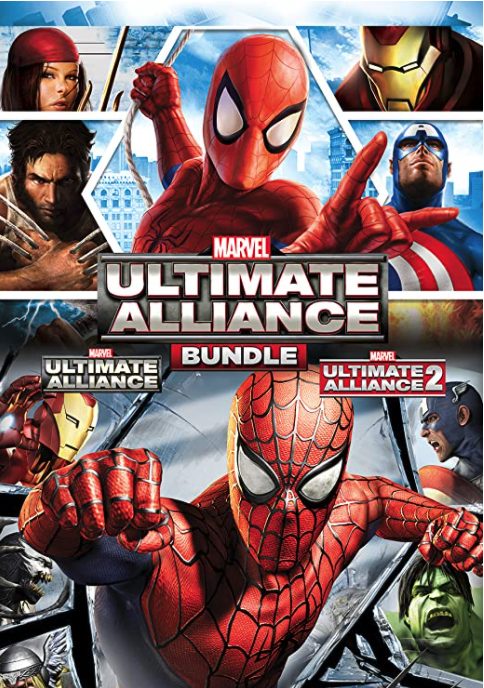 MARVEL
ULTIMATE
ALLIANCE
BUNDLE
MARVEL
ULTIMATE
ALLIANCE
MARVEL
ULTIMATE
ALLIANCE 2